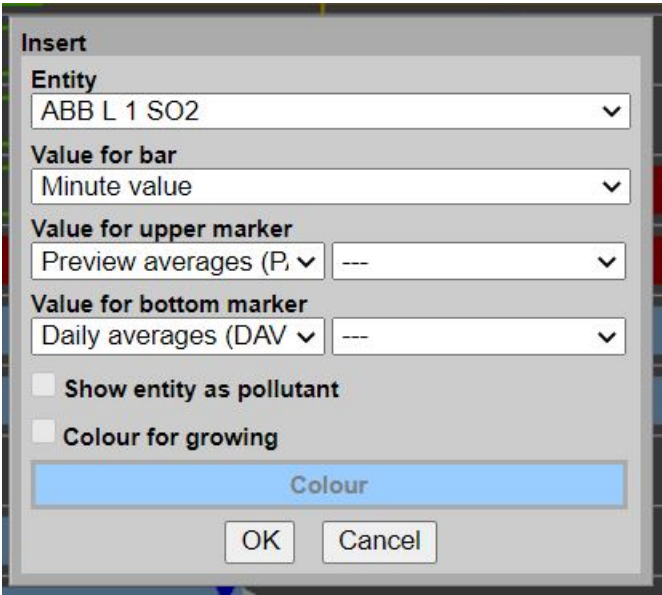 Insert
Entity
ABB L 1 SO2
Value for bar
Minute value
Value for upper marker
Preview averages (P. ---
Value for bottom marker
Daily averages (DAV ---
Show entity as pollutant
Colour for growing
Colour
OK Cancel